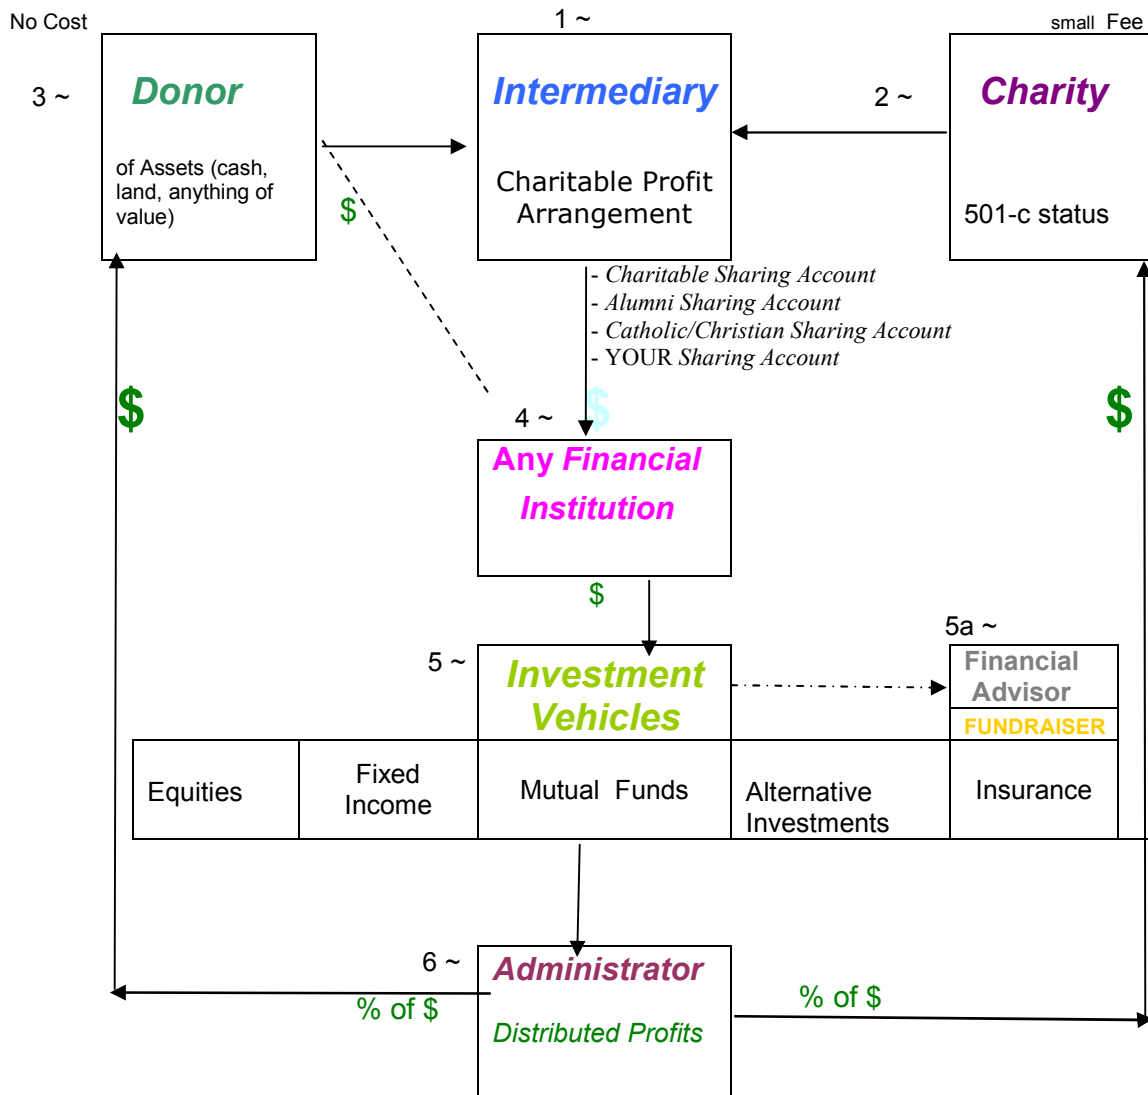 No Cost
1 ~
small Fee
3 ~
Donor
Intermediary
2 ~
Charity
of Assets (cash,
land, anything of
value)
$
Charitable Profit
Arrangement
501-c status
- Charitable Sharing Account
- Alumni Sharing Account
- Catholic/Christian Sharing Account
- YOUR Sharing Account
$
$
$
4 ~
Any Financial
Institution
$
5 ~
Investment
Vehicles
5a ~
Financial
Advisor
FUNDRAISER
Equities
Fixed
Income
Mutual Funds
Alternative
Investments
Insurance
6 ~
Administrator
% of $
% of $
Distributed Profits